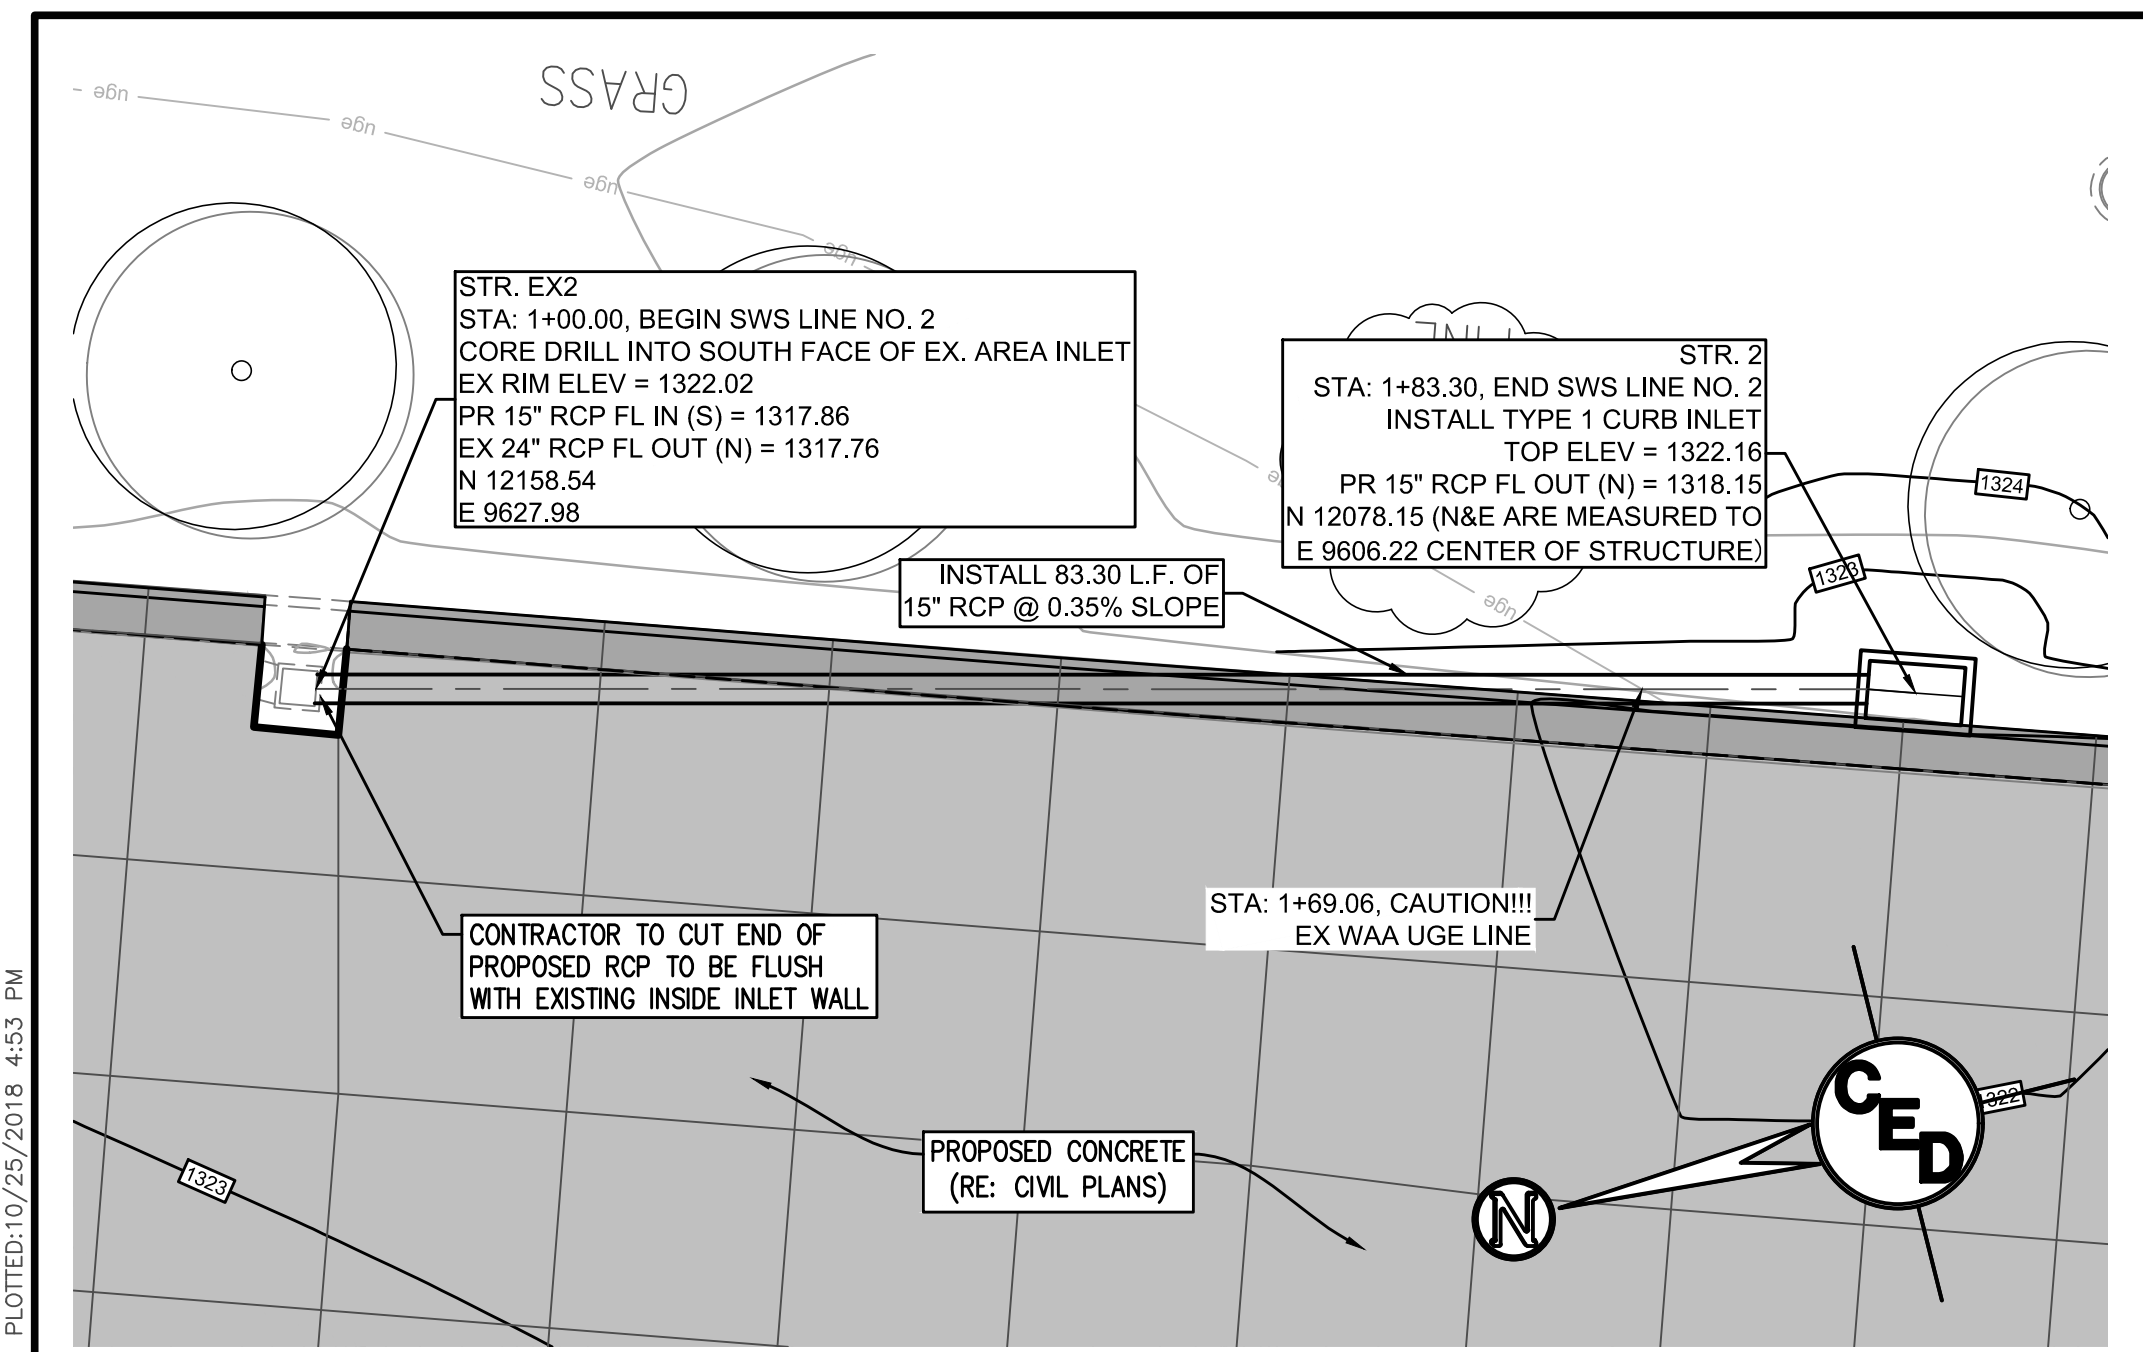 GRASS
uge
uge
uge
uge
STR. EX2
STA: 1+00.00, BEGIN SWS LINE NO. 2
CORE DRILL INTO SOUTH FACE OF EX. AREA INLET
EX RIM ELEV = 1322.02
PR 15" RCP FL IN (S) = 1317.86
EX 24" RCP FL OUT (N) = 1317.76
N 12158.54
E 9627.98
STR. 2
STA: 1+83.30, END SWS LINE NO. 2
INSTALL TYPE 1 CURB INLET
TOP ELEV = 1322.16
PR 15" RCP FL OUT (N) = 1318.15
N 12078.15 (N&E ARE MEASURED TO
E 9606.22 CENTER OF STRUCTURE)
1324
1323
INSTALL 83.30 L.F. OF
15" RCP @ 0.35% SLOPE
uge
STA: 1+69.06, CAUTION!!!
EX WAA UGE LINE
CONTRACTOR TO CUT END OF
PROPOSED RCP TO BE FLUSH
WITH EXISTING INSIDE INLET WALL
PROPOSED CONCRETE
(RE: CIVIL PLANS)
1323
CED
1322
N
PLOTTED:10/25/2018 4:53 PM